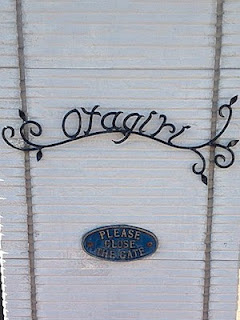 Otagiri
PLEASE
CLOSE
THE GATE